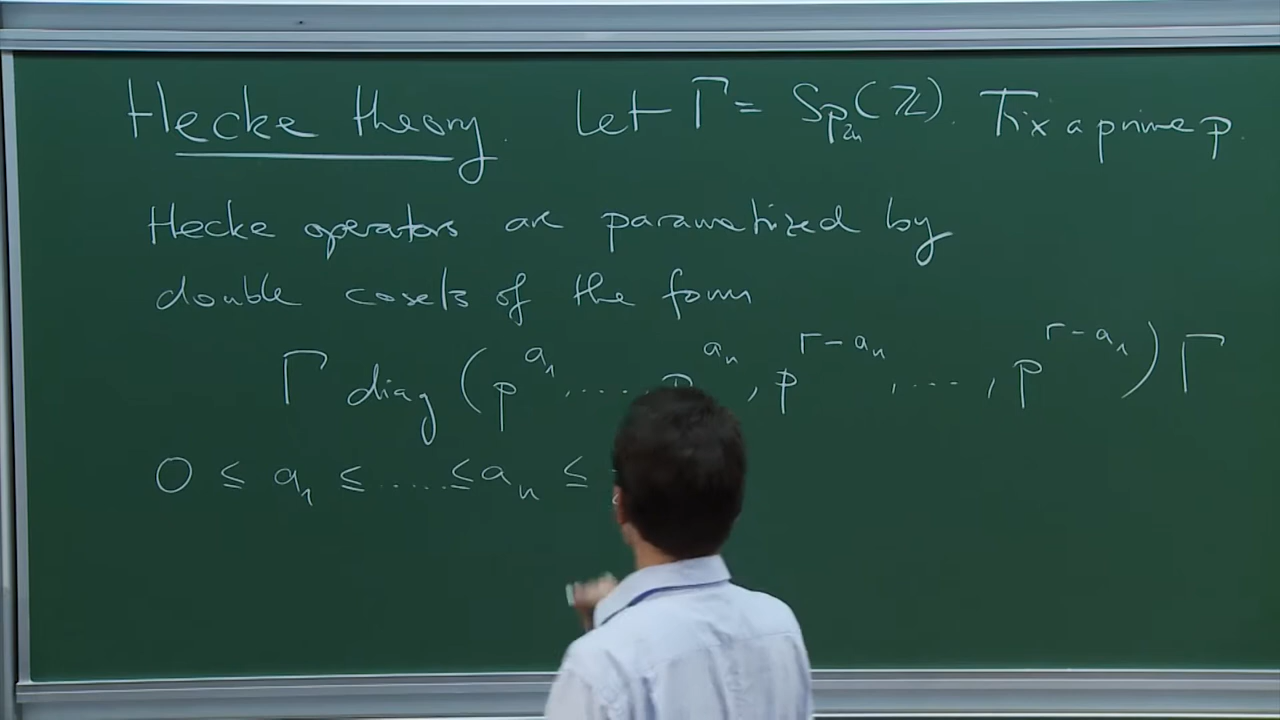 Hecke theory. Let Γ = Sp₂ₙ(ℤ). Fix a prime p.
Hecke operators are parametrized by
double cosets of the form
Γ diag (p^{a₁}, .... p^{aₙ}, p^{r-aₙ}, ...., p^{r-a₁}) Γ
0 ≤ a₁ ≤ ..... ≤ aₙ ≤